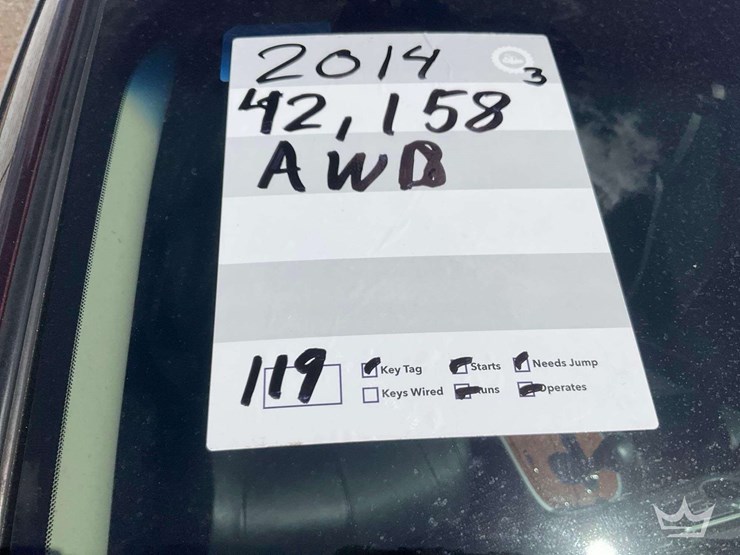 2014
3
42,158
AWD
119
Key Tag Starts Needs Jump
Keys Wired Runs Operates